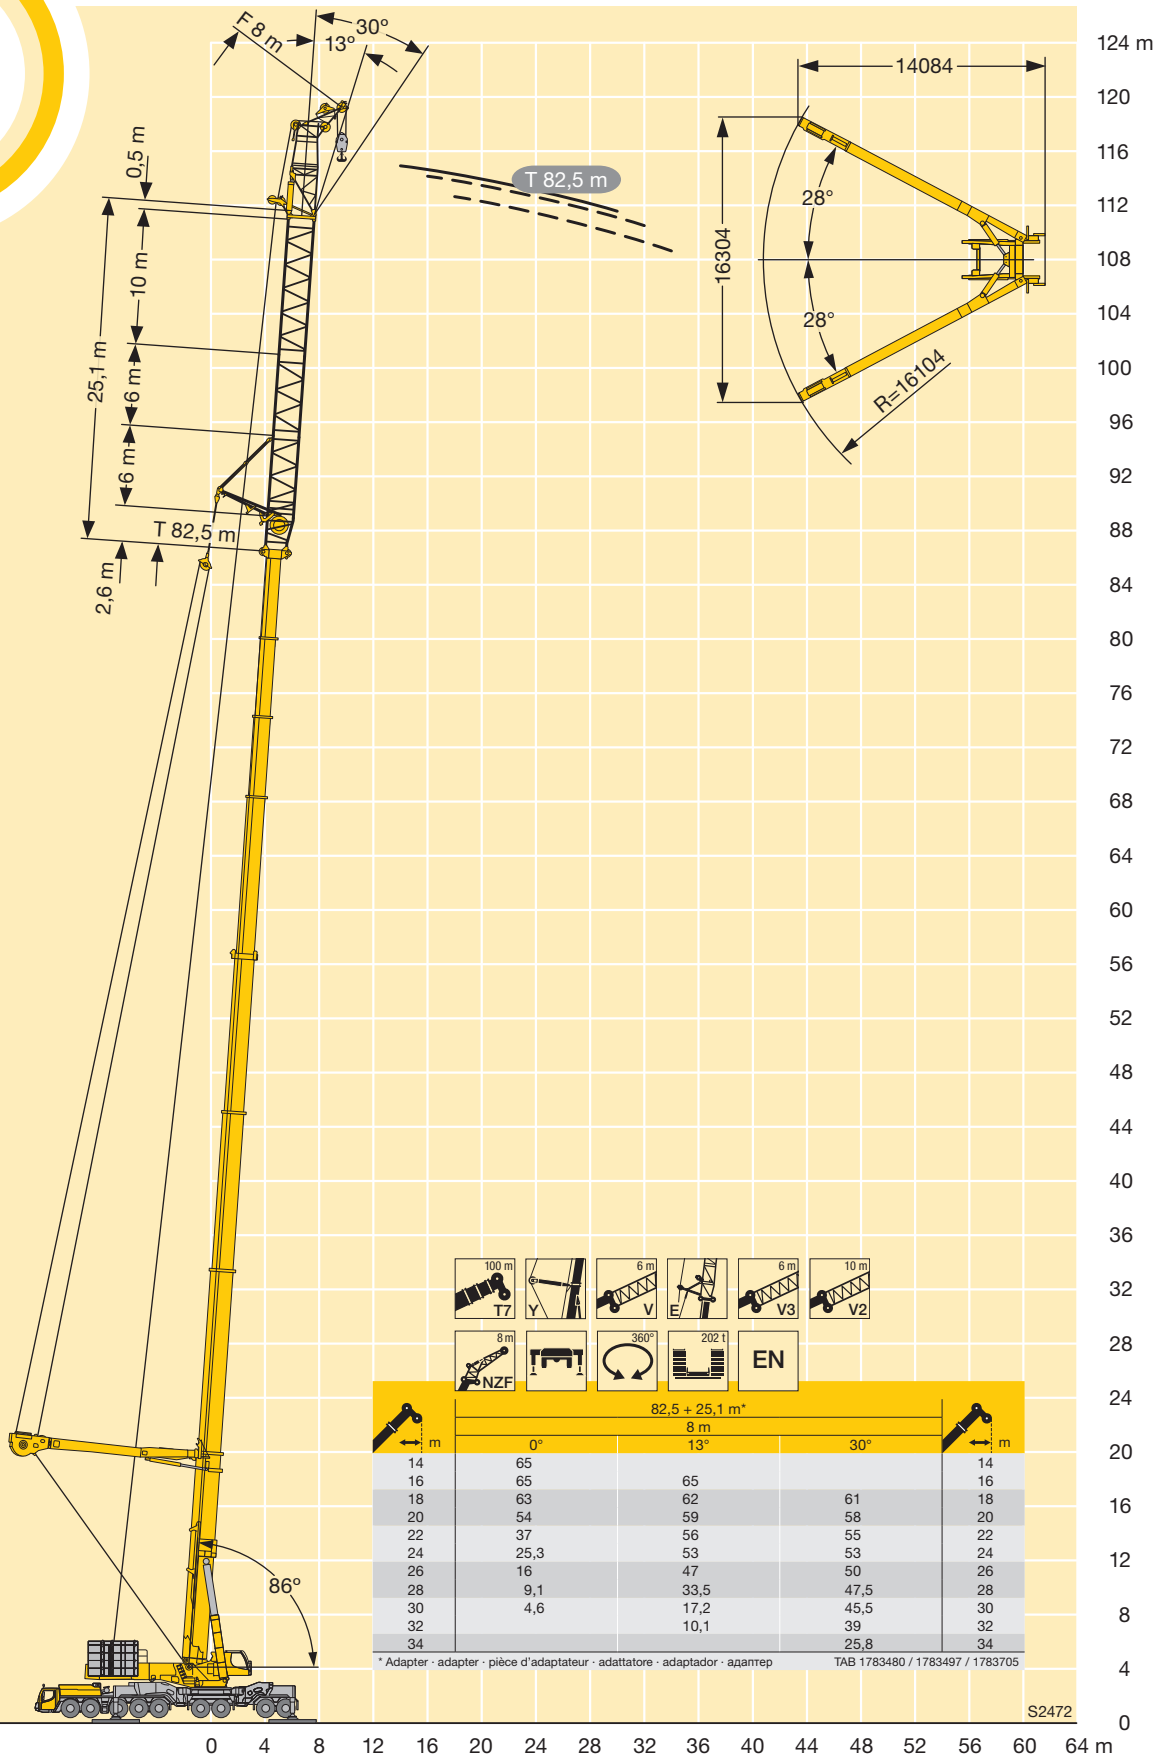 F 8 m
30°
13°
124 m
14084
120
0,5 m
116
T 82,5 m
28°
112
16304
108
10 m
28°
104
25,1 m
6 m
100
R=16104
96
6 m
92
T 82,5 m
88
2,6 m
84
80
76
72
68
64
60
56
52
48
44
40
36
100 m
6 m
6 m
10 m
T7
Y
V
E
V3
V2
32
8 m
360°
202 t
EN
NZF
28
24
82,5 + 25,1 m*
8 m
m
0°
13°
30°
m
20
14 65 14
16 65 65 16
18 63 62 61 18
16
20 54 59 58 20
22 37 56 55 22
24 25,3 53 53 24
12
26 16 47 50 26
86°
28 9,1 33,5 47,5 28
30 4,6 17,2 45,5 30
8
32 10,1 39 32
34 25,8 34
* Adapter · adapter · pièce d'adaptateur · adattatore · adaptador · адаптер TAB 1783480 / 1783497 / 1783705
4
S2472
0
0 4 8 12 16 20 24 28 32 36 40 44 48 52 56 60 64 m